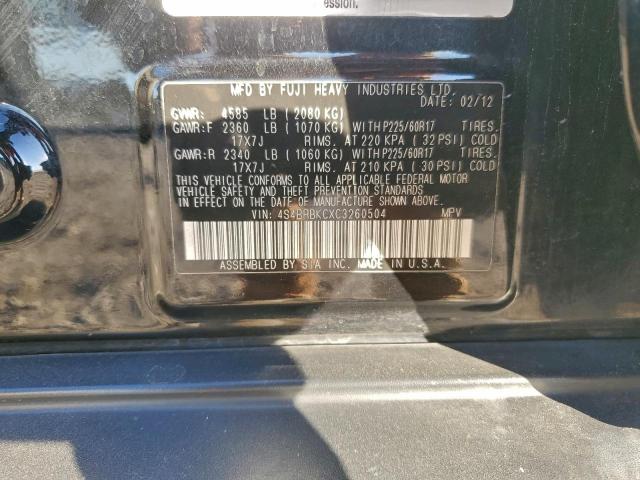 ression.
MFD BY FUJI HEAVY INDUSTRIES LTD.
DATE: 02/12
GVWR: 4585 LB (2080 KG)
GAWR:F 2360 LB (1070 KG) WITH P225/60R17 TIRES.
17X7J RIMS. AT 220 KPA (32 PSI) COLD
GAWR:R 2340 LB (1060 KG) WITH P225/60R17 TIRES.
17X7J RIMS. AT 210 KPA (30 PSI) COLD
THIS VEHICLE CONFORMS TO ALL APPLICABLE FEDERAL MOTOR
VEHICLE SAFETY AND THEFT PREVENTION STANDARDS
IN EFFECT ON THE DATE OF MANUFACTURE SHOWN ABOVE.
VIN: 4S4BRBKCXC3260504 MPV
ASSEMBLED BY SIA INC. MADE IN U.S.A.